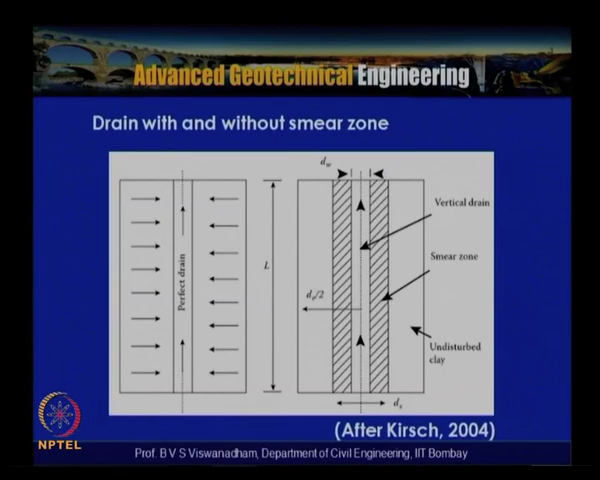 Advanced Geotechnical Engineering
Drain with and without smear zone
d_w
Vertical drain
Perfect drain
L
Smear zone
d_e/2
Undisturbed
clay
d_s
(After Kirsch, 2004)
NPTEL
Prof. B V S Viswanadham, Department of Civil Engineering, IIT Bombay